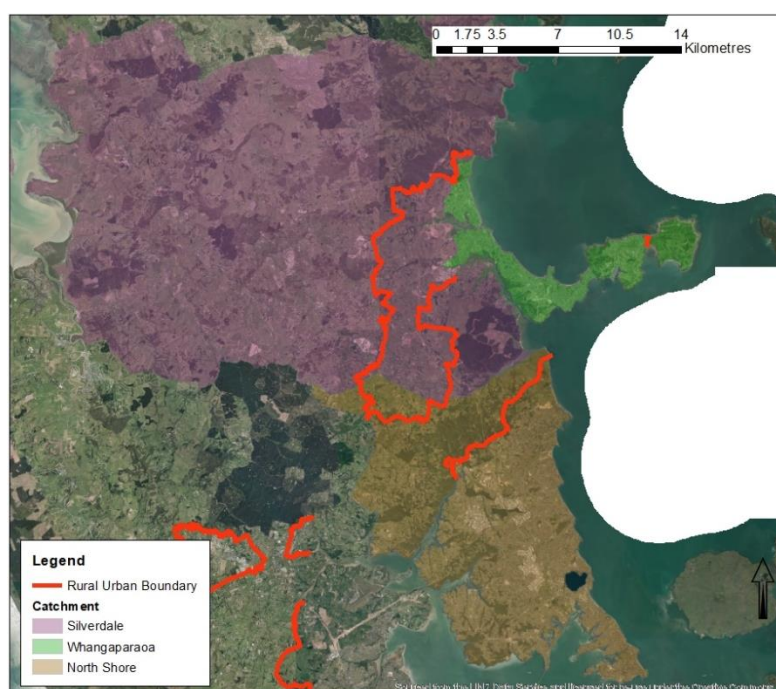 0 1.75 3.5 7 10.5 14
Kilometres
Legend
Rural Urban Boundary
Catchment
Silverdale
Whangaparaoa
North Shore